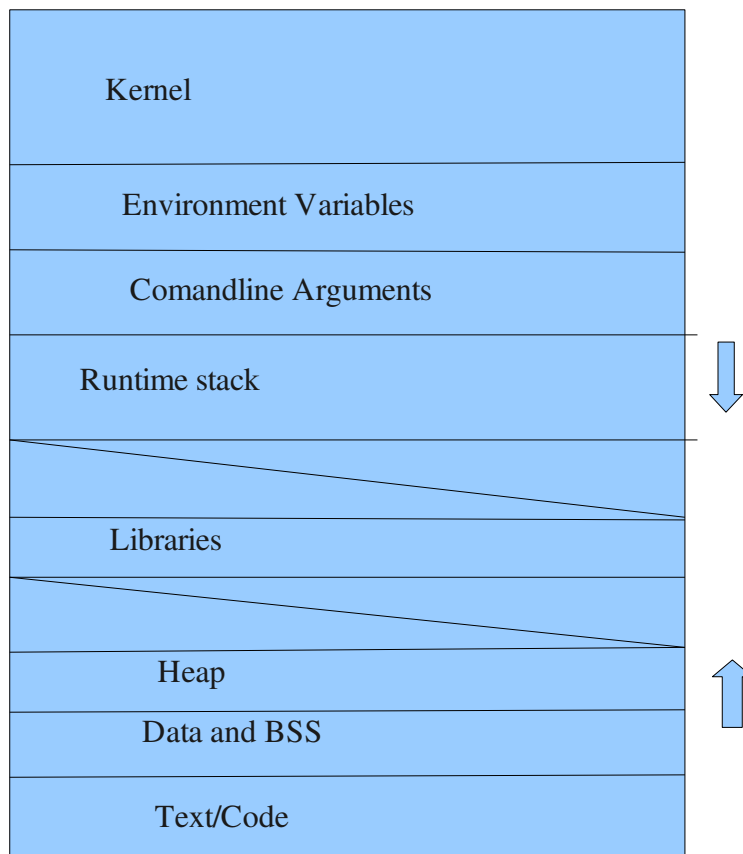 Kernel
Environment Variables
Comandline Arguments
Runtime stack
Libraries
Heap
Data and BSS
Text/Code